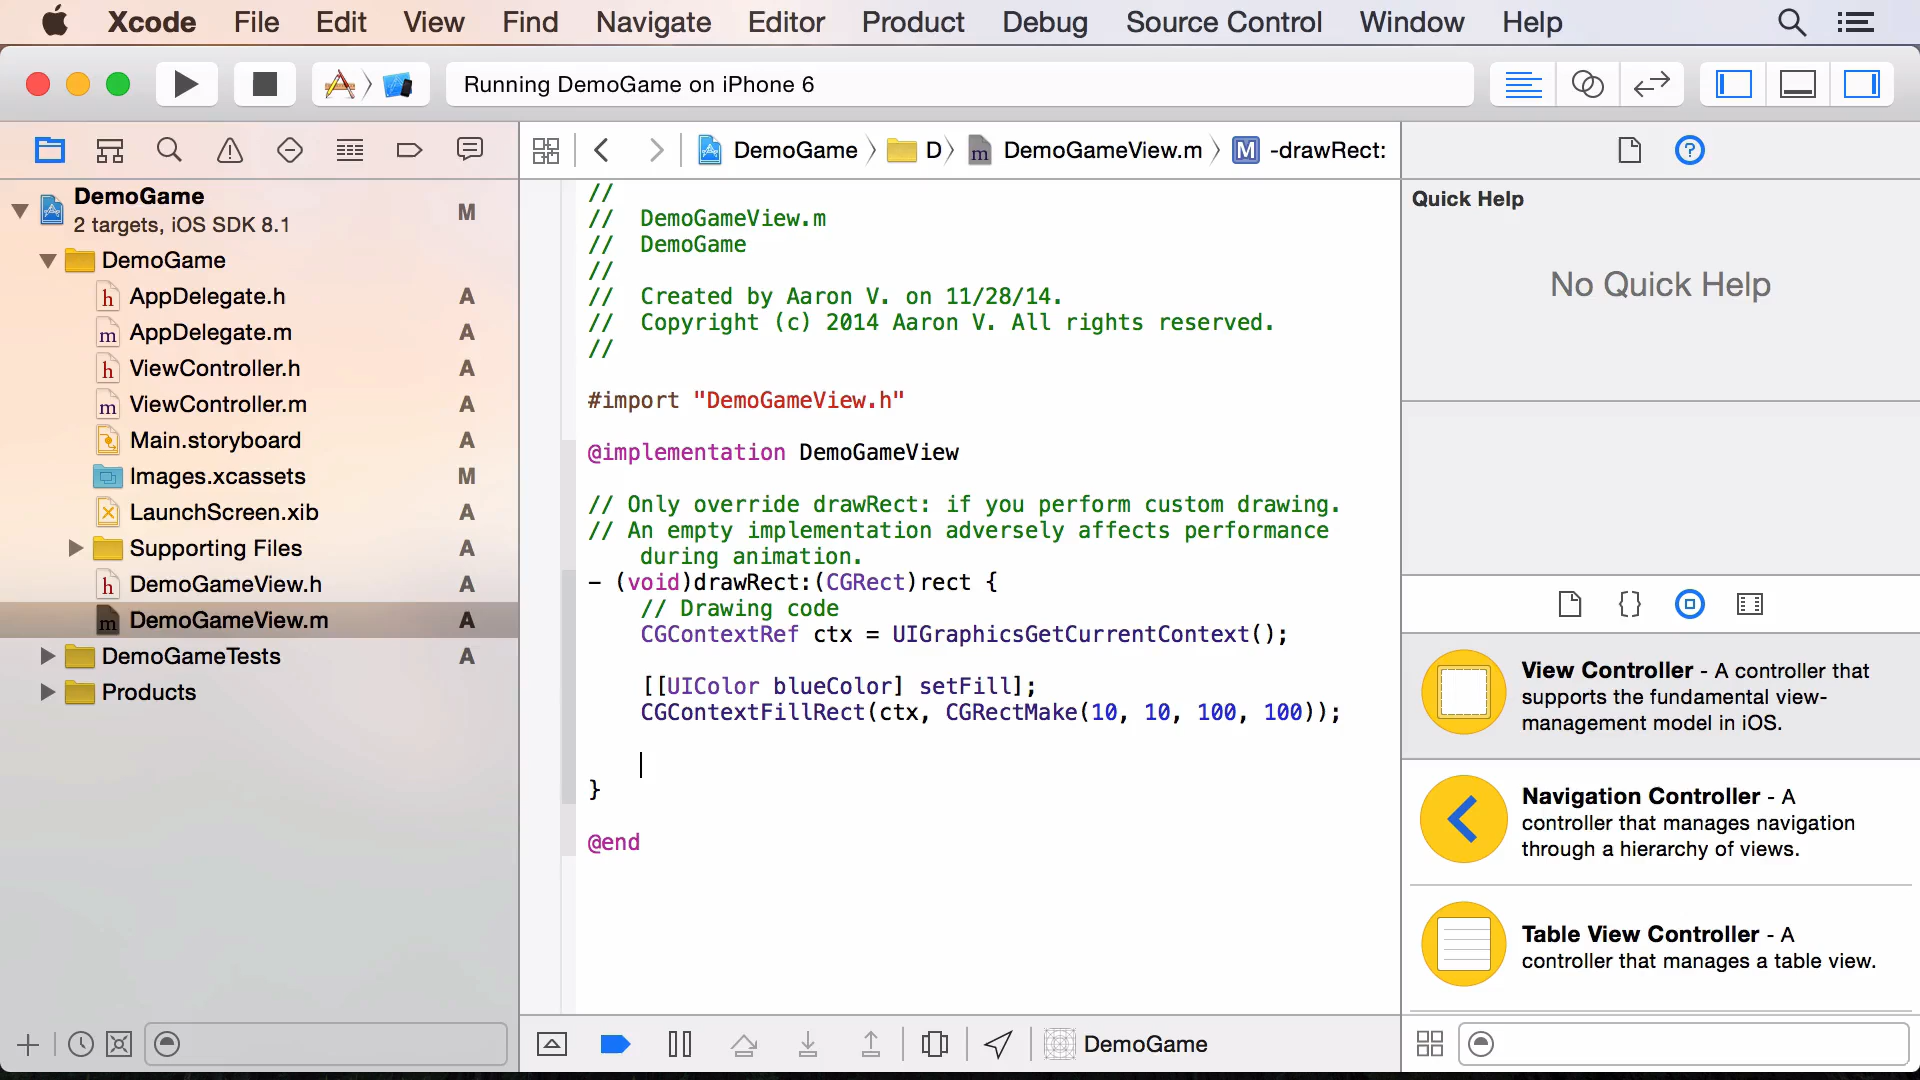 Xcode File Edit View Find Navigate Editor Product Debug Source Control Window Help
Running DemoGame on iPhone 6
DemoGame D DemoGameView.m M -drawRect:
DemoGame M
2 targets, iOS SDK 8.1
DemoGame
h AppDelegate.h A
m AppDelegate.m A
h ViewController.h A
m ViewController.m A
Main.storyboard A
Images.xcassets M
LaunchScreen.xib A
Supporting Files A
h DemoGameView.h A
m DemoGameView.m A
DemoGameTests A
Products
//
//  DemoGameView.m
//  DemoGame
//
//  Created by Aaron V. on 11/28/14.
//  Copyright (c) 2014 Aaron V. All rights reserved.
//
#import "DemoGameView.h"
@implementation DemoGameView
// Only override drawRect: if you perform custom drawing.
// An empty implementation adversely affects performance
during animation.
- (void)drawRect:(CGRect)rect {
// Drawing code
CGContextRef ctx = UIGraphicsGetCurrentContext();
[[UIColor blueColor] setFill];
CGContextFillRect(ctx, CGRectMake(10, 10, 100, 100));
}
@end
DemoGame
Quick Help
No Quick Help
{}
View Controller - A controller that
supports the fundamental view-
management model in iOS.
Navigation Controller - A
controller that manages navigation
through a hierarchy of views.
Table View Controller - A
controller that manages a table view.